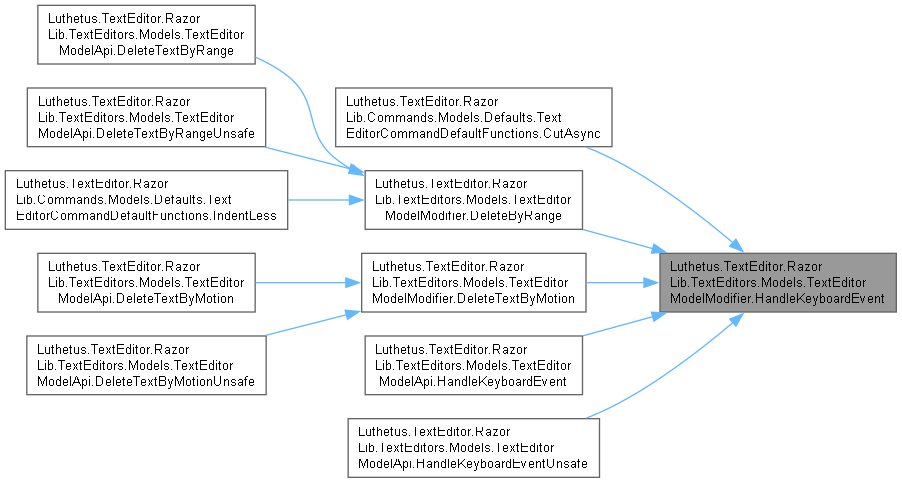 Luthetus.TextEditor.Razor
Lib.TextEditors.Models.TextEditor
ModelApi.DeleteTextByRange
Luthetus.TextEditor.Razor
Lib.TextEditors.Models.TextEditor
ModelApi.DeleteTextByRangeUnsafe
Luthetus.TextEditor.Razor
Lib.Commands.Models.Defaults.Text
EditorCommandDefaultFunctions.CutAsync
Luthetus.TextEditor.Razor
Lib.Commands.Models.Defaults.Text
EditorCommandDefaultFunctions.IndentLess
Luthetus.TextEditor.Razor
Lib.TextEditors.Models.TextEditor
ModelModifier.DeleteByRange
Luthetus.TextEditor.Razor
Lib.TextEditors.Models.TextEditor
ModelApi.DeleteTextByMotion
Luthetus.TextEditor.Razor
Lib.TextEditors.Models.TextEditor
ModelModifier.DeleteTextByMotion
Luthetus.TextEditor.Razor
Lib.TextEditors.Models.TextEditor
ModelModifier.HandleKeyboardEvent
Luthetus.TextEditor.Razor
Lib.TextEditors.Models.TextEditor
ModelApi.DeleteTextByMotionUnsafe
Luthetus.TextEditor.Razor
Lib.TextEditors.Models.TextEditor
ModelApi.HandleKeyboardEvent
Luthetus.TextEditor.Razor
Lib.TextEditors.Models.TextEditor
ModelApi.HandleKeyboardEventUnsafe